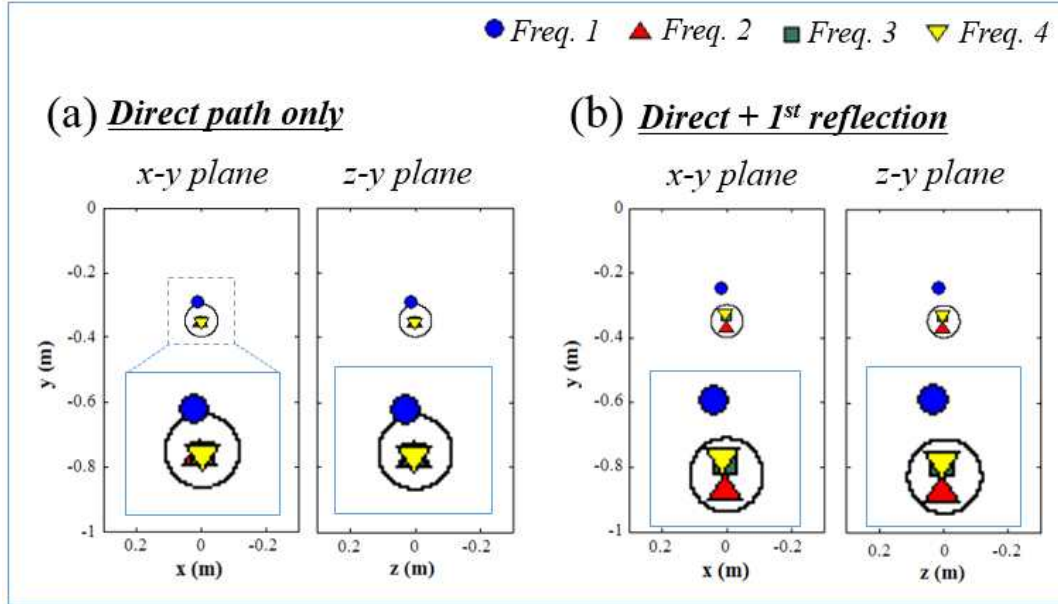 Freq. 1 Freq. 2 Freq. 3 Freq. 4
(a) Direct path only
(b) Direct + 1st reflection
x-y plane
z-y plane
x-y plane
z-y plane
0
-0.2
-0.4
-0.6
-0.8
-1
y (m)
0.2 0 -0.2
x (m)
0.2 0 -0.2
z (m)
0
-0.2
-0.4
-0.6
-0.8
-1
y (m)
0.2 0 -0.2
x (m)
0.2 0 -0.2
z (m)